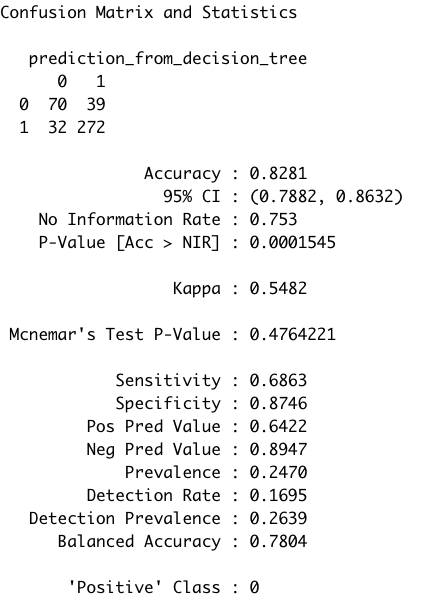 Confusion Matrix and Statistics
prediction_from_decision_tree
0 1
0 70 39
1 32 272
Accuracy : 0.8281
95% CI : (0.7882, 0.8632)
No Information Rate : 0.753
P-Value [Acc > NIR] : 0.0001545
Kappa : 0.5482
Mcnemar's Test P-Value : 0.4764221
Sensitivity : 0.6863
Specificity : 0.8746
Pos Pred Value : 0.6422
Neg Pred Value : 0.8947
Prevalence : 0.2470
Detection Rate : 0.1695
Detection Prevalence : 0.2639
Balanced Accuracy : 0.7804
'Positive' Class : 0